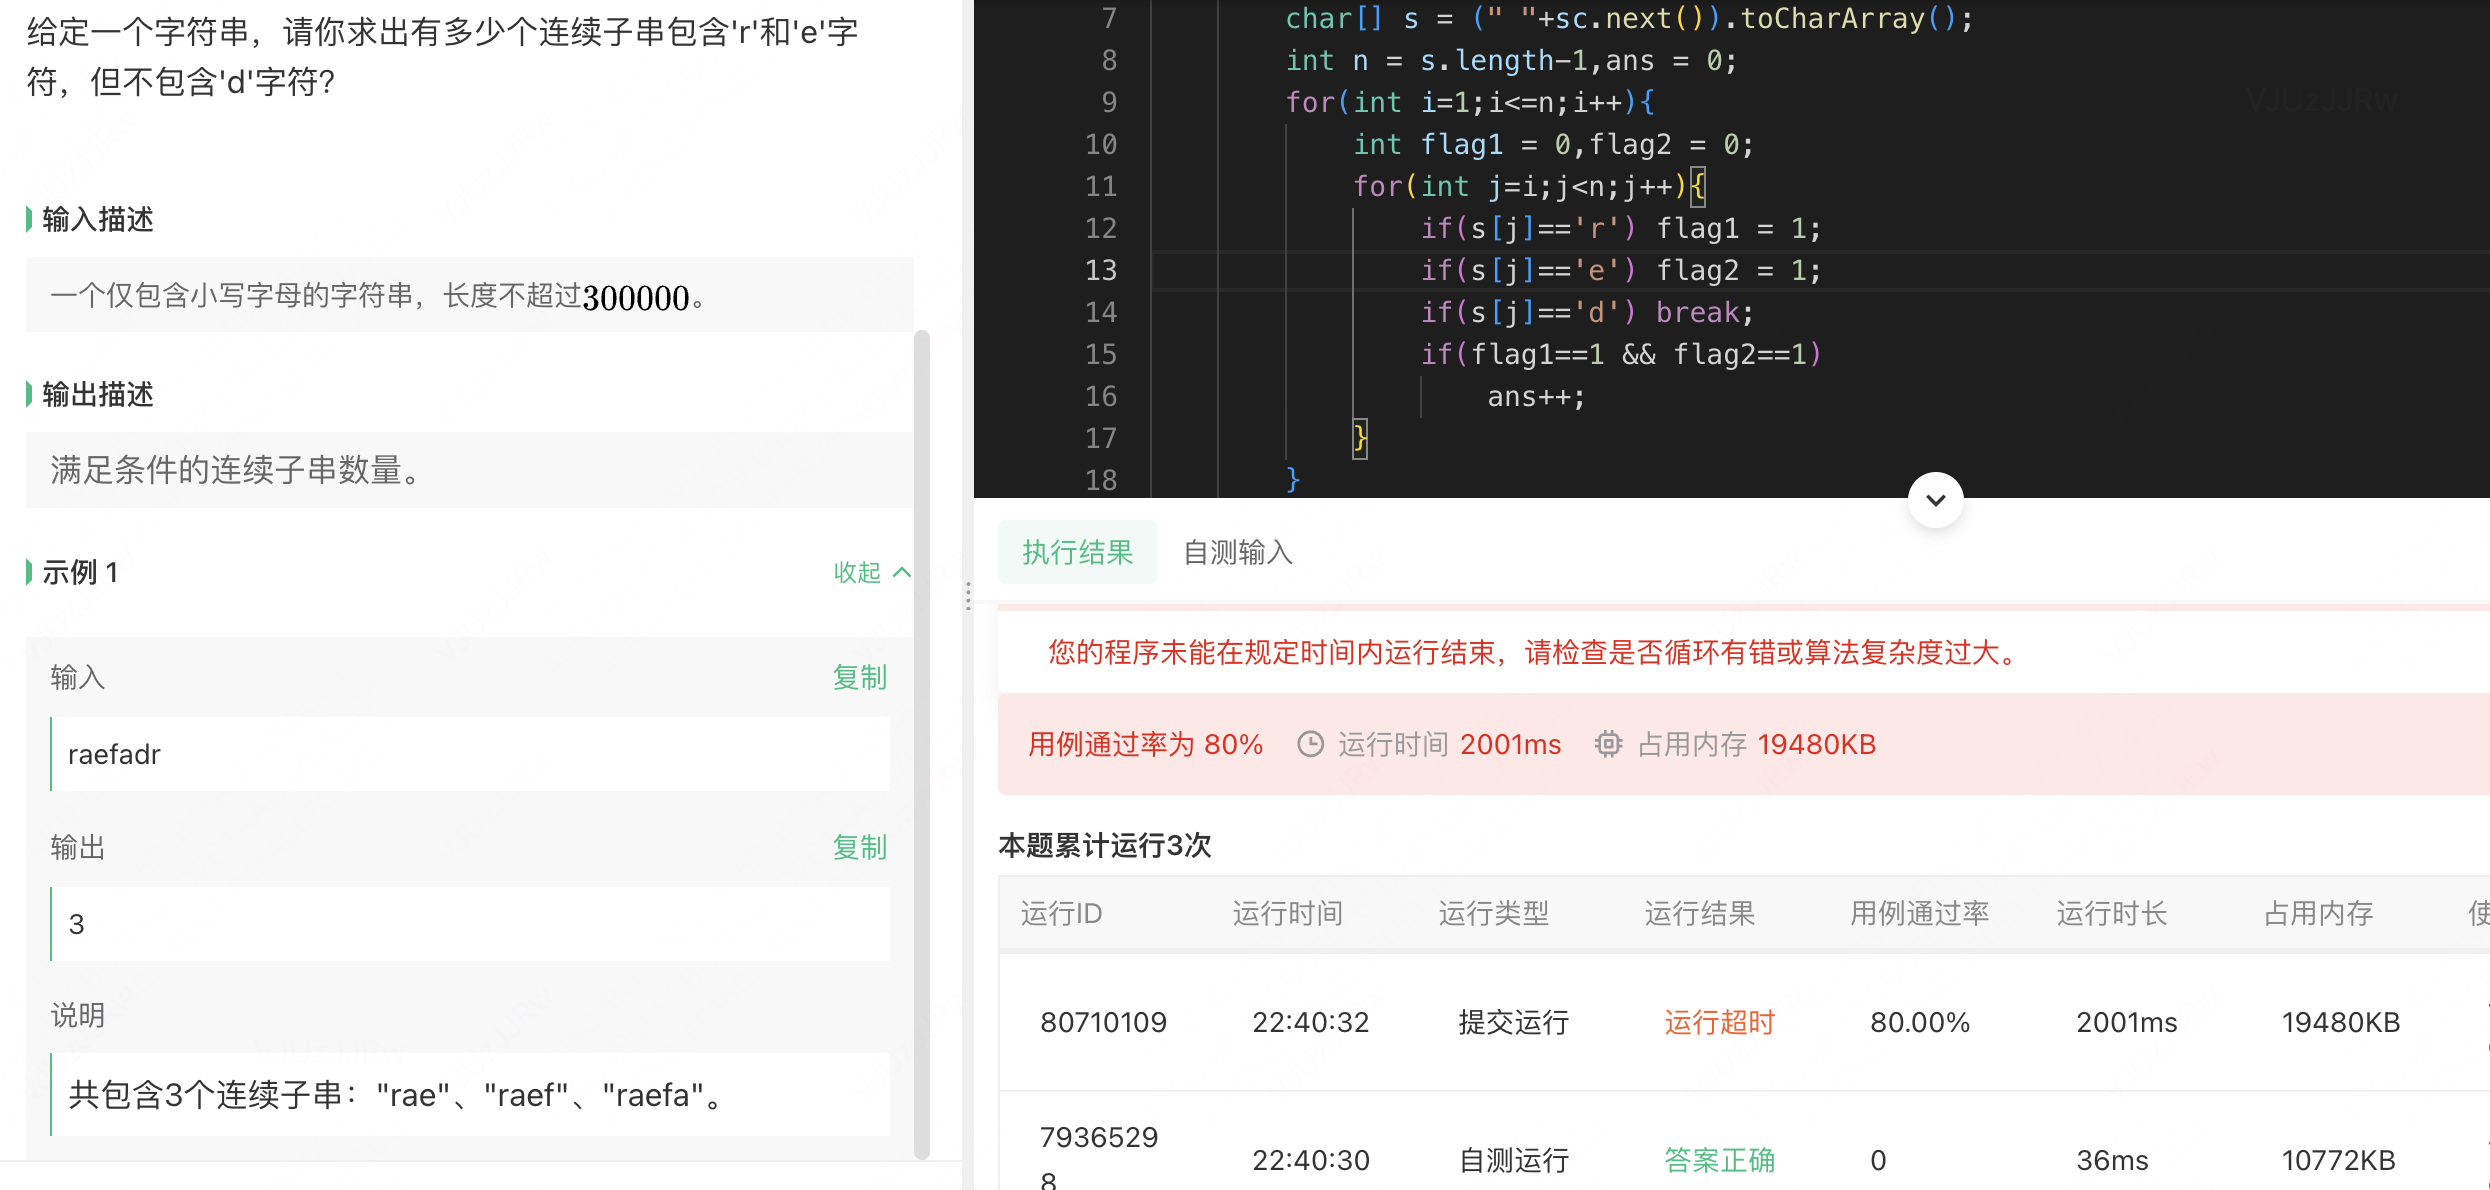 给定一个字符串，请你求出有多少个连续子串包含'r'和'e'字
符，但不包含'd'字符?
输入描述
一个仅包含小写字母的字符串，长度不超过300000。
输出描述
满足条件的连续子串数量。
示例 1
收起
输入
复制
raefadr
输出
复制
3
说明
共包含3个连续子串："rae"、"raef"、"raefa"。
7 char[] s = (" "+sc.next()).toCharArray();
8 int n = s.length-1,ans = 0;
9 for(int i=1;i<=n;i++){
10 int flag1 = 0,flag2 = 0;
11 for(int j=i;j<n;j++){
12 if(s[j]=='r') flag1 = 1;
13 if(s[j]=='e') flag2 = 1;
14 if(s[j]=='d') break;
15 if(flag1==1 && flag2==1)
16 ans++;
17 }
18 }
执行结果 自测输入
您的程序未能在规定时间内运行结束，请检查是否循环有错或算法复杂度过大。
用例通过率为 80% 运行时间 2001ms 占用内存 19480KB
本题累计运行3次
运行ID 运行时间 运行类型 运行结果 用例通过率 运行时长 占用内存 使
80710109 22:40:32 提交运行 运行超时 80.00% 2001ms 19480KB
7936529
8 22:40:30 自测运行 答案正确 0 36ms 10772KB
VJUzJJRw